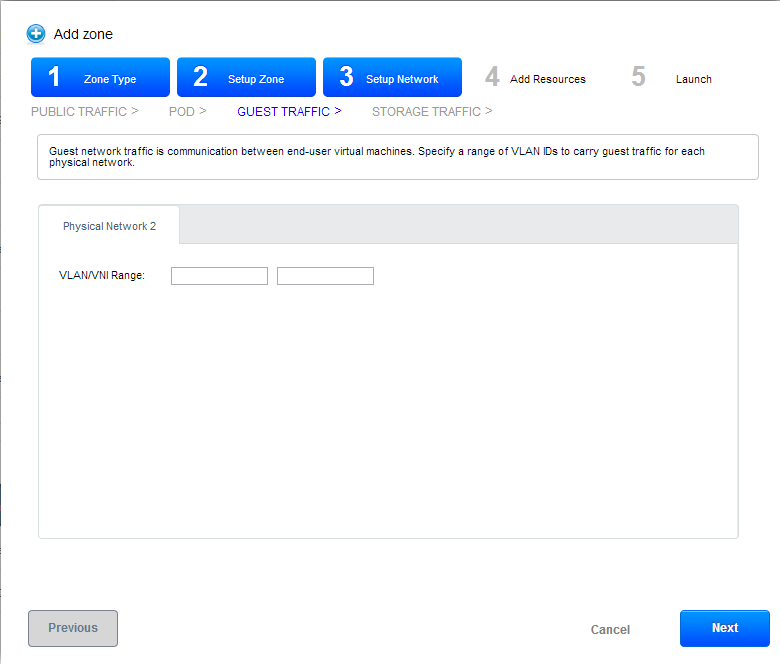 Add zone
1 Zone Type 2 Setup Zone 3 Setup Network 4 Add Resources 5 Launch
PUBLIC TRAFFIC > POD > GUEST TRAFFIC > STORAGE TRAFFIC >
Guest network traffic is communication between end-user virtual machines. Specify a range of VLAN IDs to carry guest traffic for each
physical network.
Physical Network 2
VLAN/VNI Range:
Previous Cancel Next